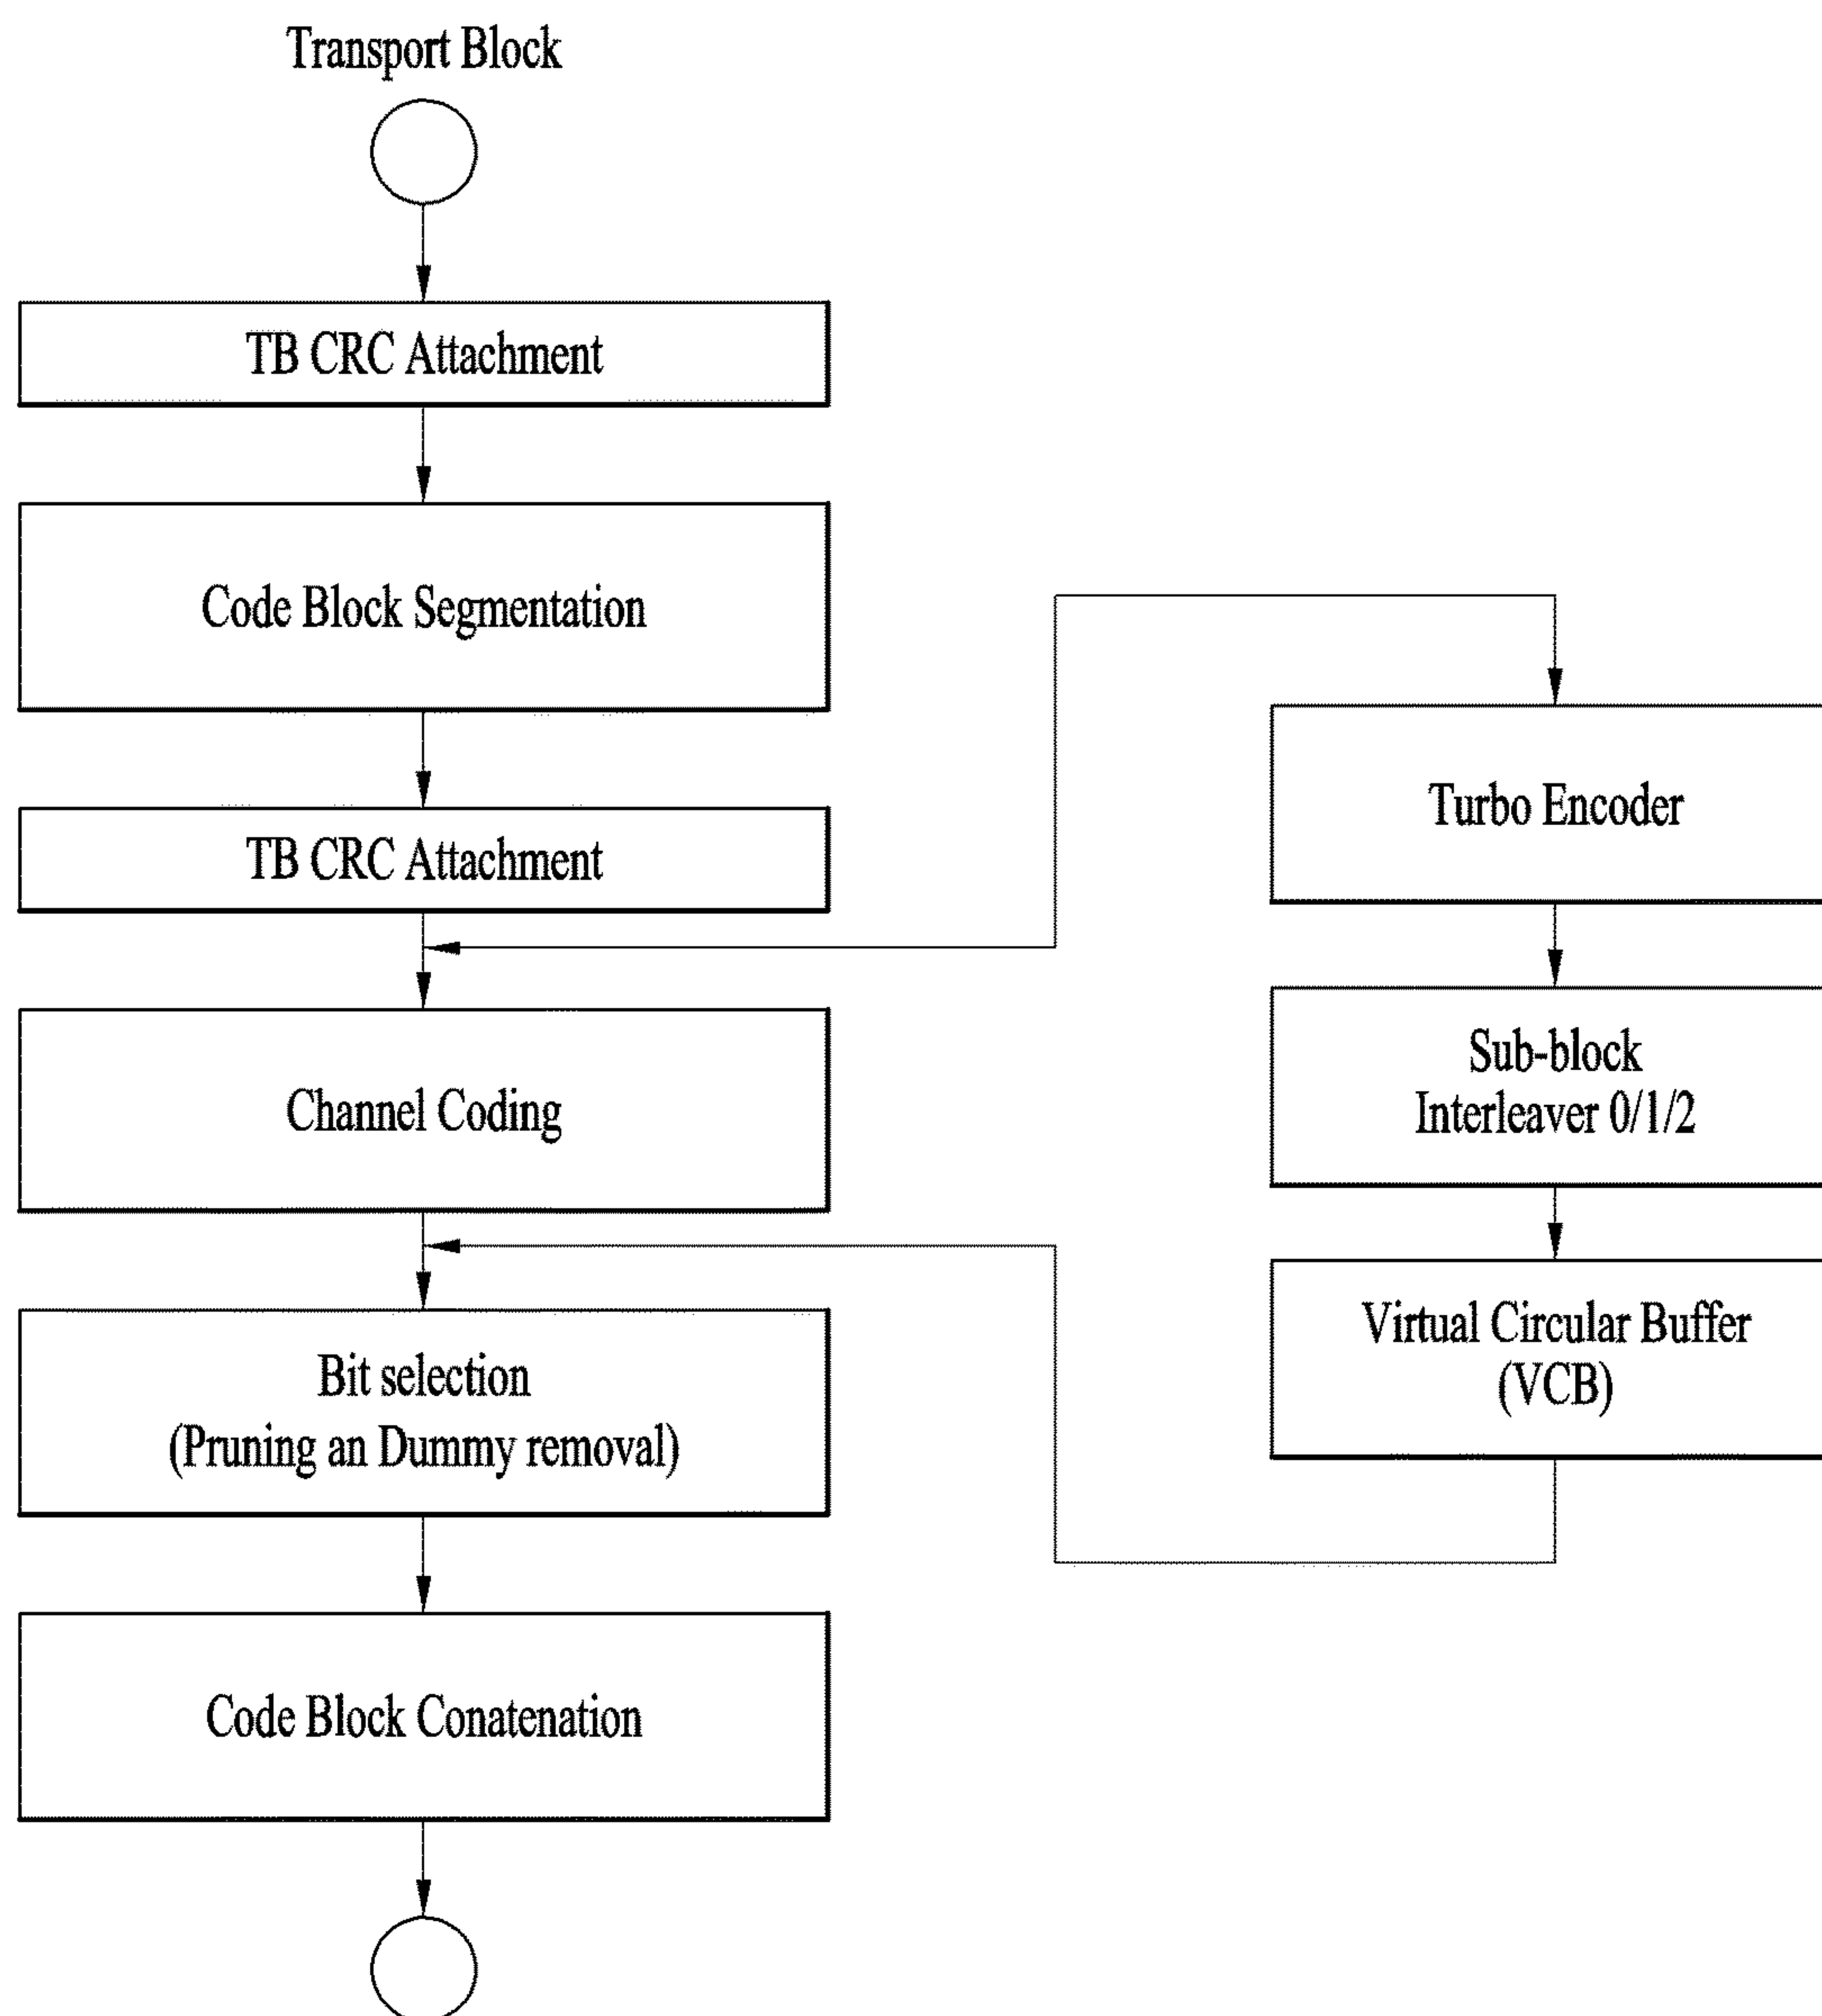 Transport Block
TB CRC Attachment
Code Block Segmentation
TB CRC Attachment
Channel Coding
Bit selection
(Pruning an Dummy removal)
Code Block Conatenation
Turbo Encoder
Sub-block
Interleaver 0/1/2
Virtual Circular Buffer
(VCB)